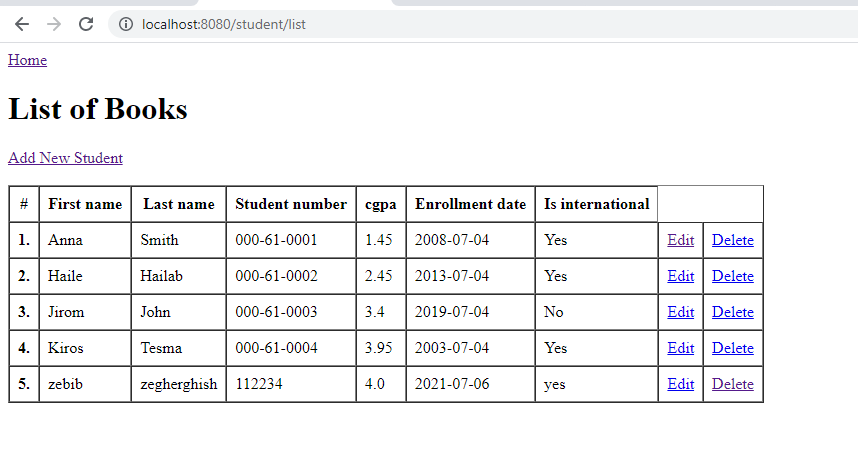 localhost:8080/student/list
Home
List of Books
Add New Student
# First name Last name Student number cgpa Enrollment date Is international
1. Anna Smith 000-61-0001 1.45 2008-07-04 Yes Edit Delete
2. Haile Hailab 000-61-0002 2.45 2013-07-04 Yes Edit Delete
3. Jirom John 000-61-0003 3.4 2019-07-04 No Edit Delete
4. Kiros Tesma 000-61-0004 3.95 2003-07-04 Yes Edit Delete
5. zebib zegherghish 112234 4.0 2021-07-06 yes Edit Delete